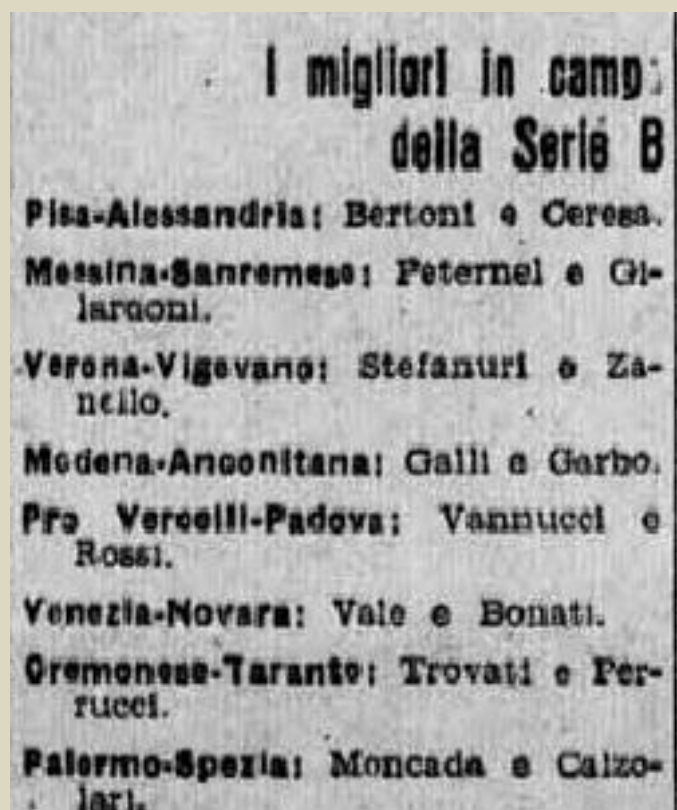 I migliori in camp
della Serie B
Pisa-Alessandria: Bertoni e Ceresa.
Messina-Sanremese: Peternel e Gi-
lardoni.
Verona-Vigevano: Stefanuri e Za-
nello.
Modena-Anconitana: Galli e Garbo.
Pro Vercelli-Padova: Vannucci e
Rossi.
Venezia-Novara: Vale e Bonati.
Cremonese-Taranto: Trovati e Fer-
rucci.
Palermo-Spezia: Moncada e Calzo-
lari.